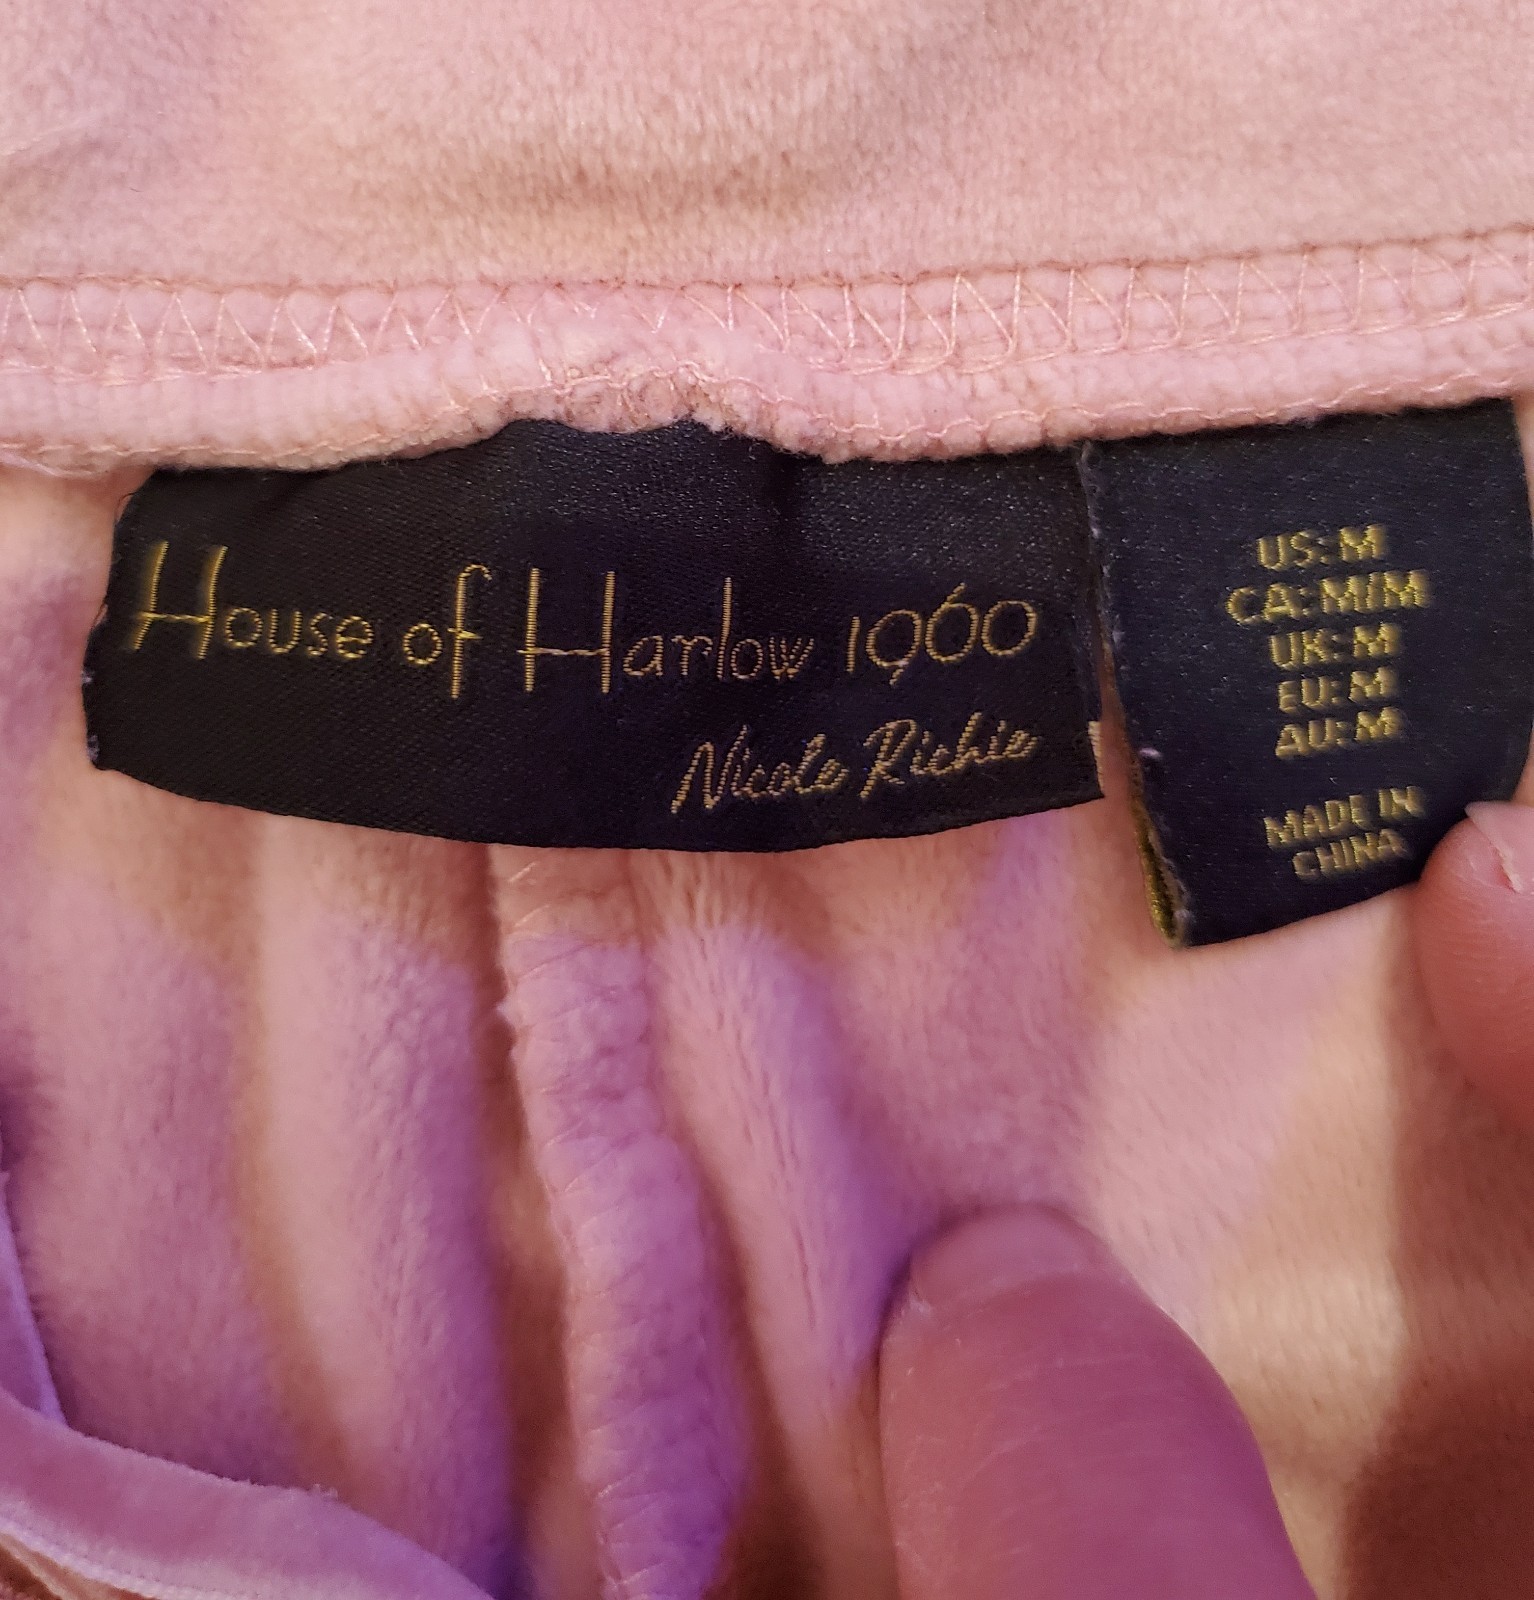 House of Harlow 1960
Nicole Richie
US: M
CA: M/M
UK: M
EU: M
AU: M
MADE IN
CHINA